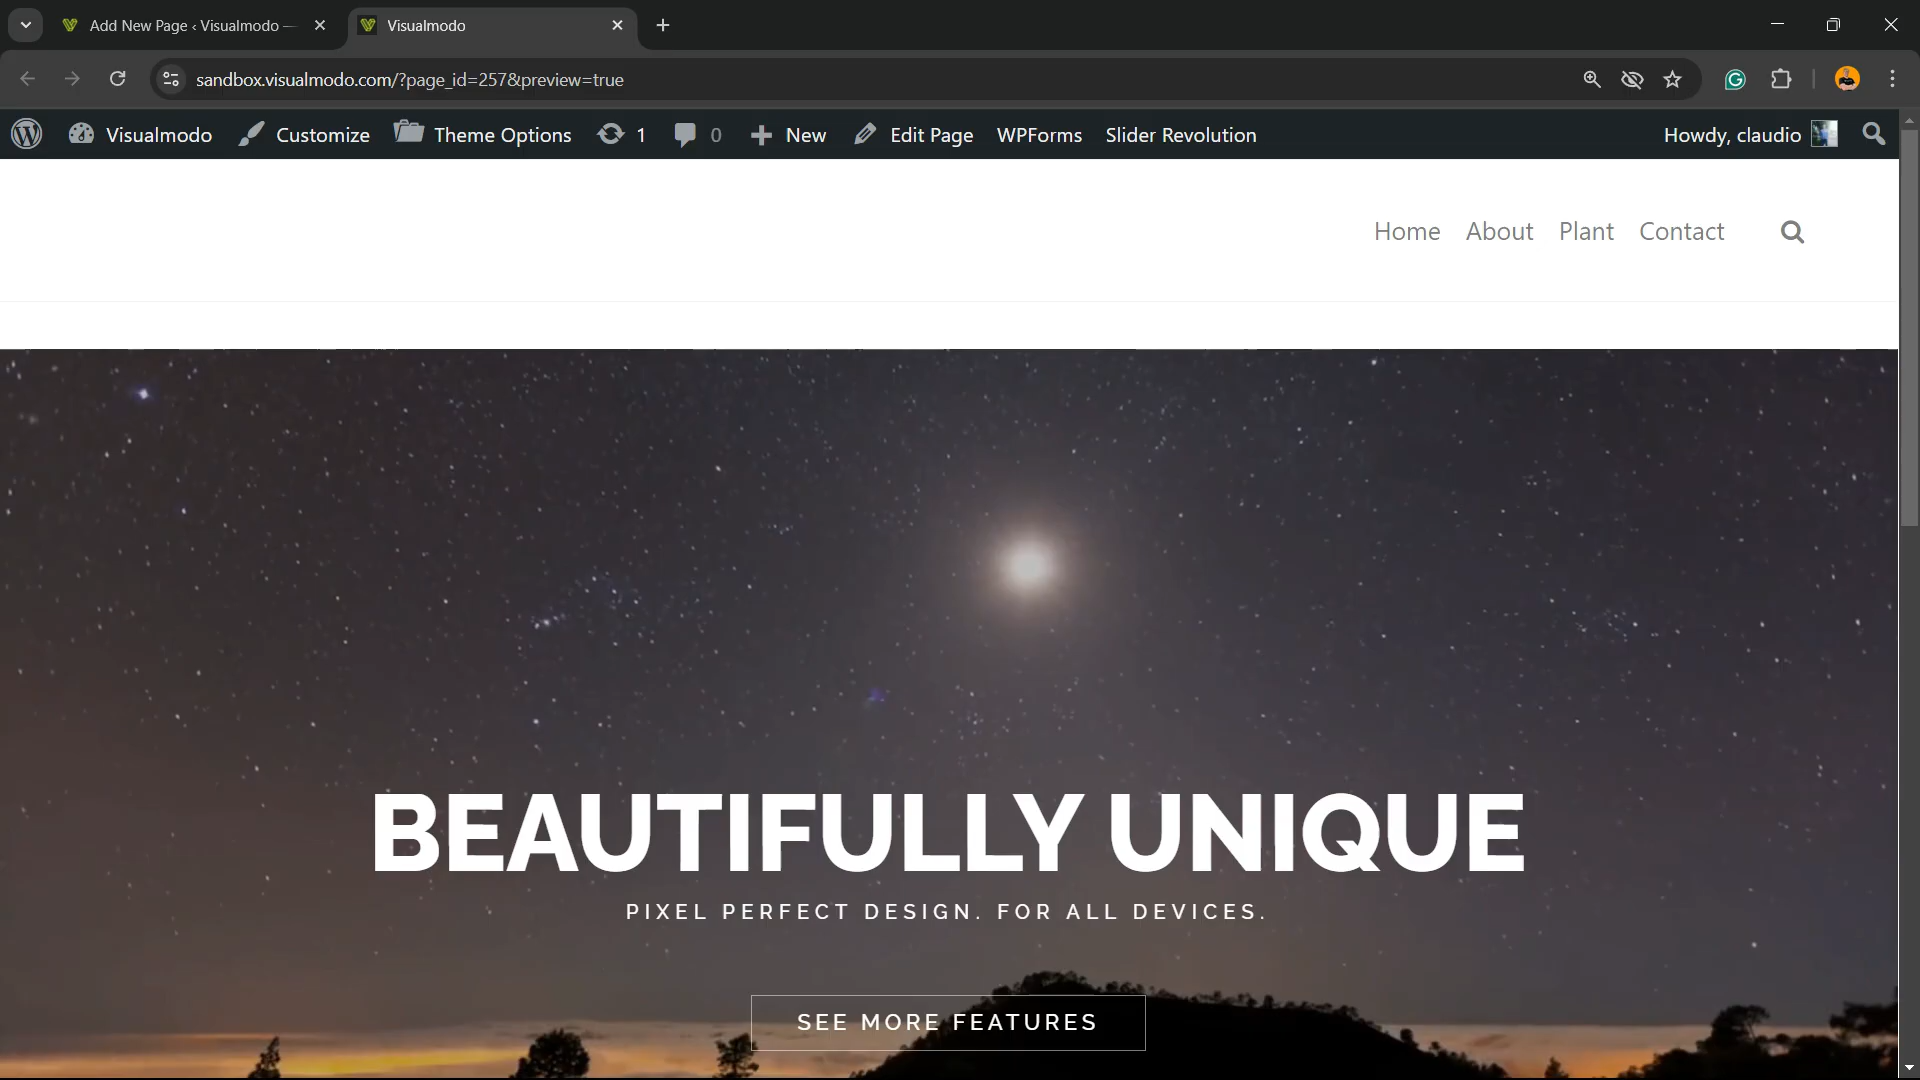 Add New Page ‹ Visualmodo —
Visualmodo
sandbox.visualmodo.com/?page_id=257&preview=true
Visualmodo
Customize
Theme Options
1
0
New
Edit Page
WPForms
Slider Revolution
Howdy, claudio
Home
About
Plant
Contact
BEAUTIFULLY UNIQUE
PIXEL PERFECT DESIGN. FOR ALL DEVICES.
SEE MORE FEATURES